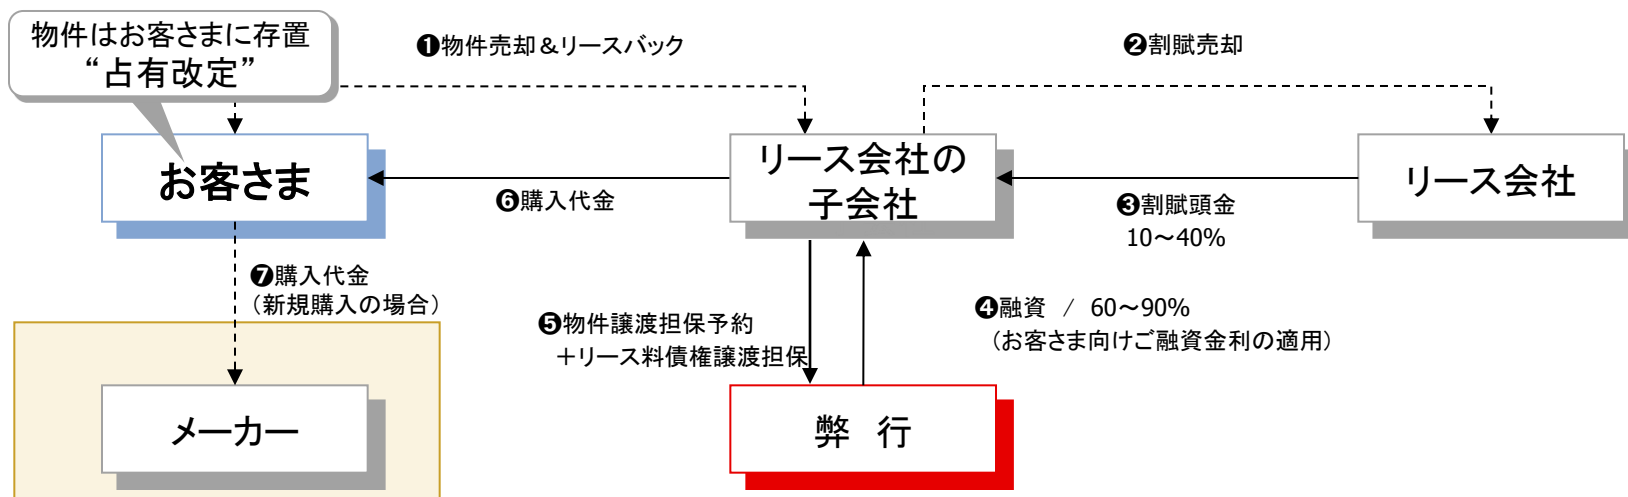 物件はお客さまに存置
“占有改定”
❶物件売却＆リースバック
❷割賦売却
お客さま
リース会社の
子会社
リース会社
❻購入代金
❸割賦頭金
10～40%
❼購入代金
（新規購入の場合）
❺物件譲渡担保予約
＋リース料債権譲渡担保
❹融資 / 60～90%
（お客さま向けご融資金利の適用）
メーカー
弊 行